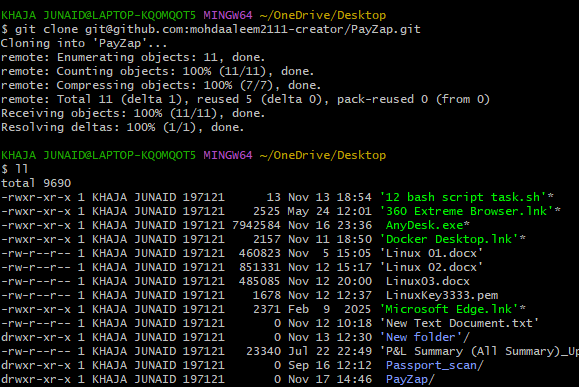 KHAJA JUNAID@LAPTOP-KQOMQOT5 MINGW64 ~/OneDrive/Desktop
$ git clone git@github.com:mohdaaleem2111-creator/PayZap.git
Cloning into 'PayZap'...
remote: Enumerating objects: 11, done.
remote: Counting objects: 100% (11/11), done.
remote: Compressing objects: 100% (7/7), done.
remote: Total 11 (delta 1), reused 5 (delta 0), pack-reused 0 (from 0)
Receiving objects: 100% (11/11), done.
Resolving deltas: 100% (1/1), done.
KHAJA JUNAID@LAPTOP-KQOMQOT5 MINGW64 ~/OneDrive/Desktop
$ ll
total 9690
-rwxr-xr-x 1 KHAJA JUNAID 197121      13 Nov 13 18:54 '12 bash script task.sh'*
-rwxr-xr-x 1 KHAJA JUNAID 197121    2525 May 24 12:01 '360 Extreme Browser.lnk'*
-rwxr-xr-x 1 KHAJA JUNAID 197121 7942584 Nov 16 23:36  AnyDesk.exe*
-rwxr-xr-x 1 KHAJA JUNAID 197121    2157 Nov 11 18:50 'Docker Desktop.lnk'*
-rw-r--r-- 1 KHAJA JUNAID 197121  460823 Nov  5 15:05 'Linux 01.docx'
-rw-r--r-- 1 KHAJA JUNAID 197121  851331 Nov 12 15:17 'Linux 02.docx'
-rw-r--r-- 1 KHAJA JUNAID 197121  485085 Nov 12 20:00  Linux03.docx
-rw-r--r-- 1 KHAJA JUNAID 197121    1678 Nov 12 12:37  LinuxKey3333.pem
-rwxr-xr-x 1 KHAJA JUNAID 197121    2371 Feb  9  2025 'Microsoft Edge.lnk'*
-rw-r--r-- 1 KHAJA JUNAID 197121       0 Nov 12 10:18 'New Text Document.txt'
drwxr-xr-x 1 KHAJA JUNAID 197121       0 Nov 13 12:30 'New folder'/
-rw-r--r-- 1 KHAJA JUNAID 197121   23340 Jul 22 22:49 'P&L Summary (All Summary)_Up
drwxr-xr-x 1 KHAJA JUNAID 197121       0 Sep 16 12:12  Passport_scan/
drwxr-xr-x 1 KHAJA JUNAID 197121       0 Nov 17 14:46  PayZap/